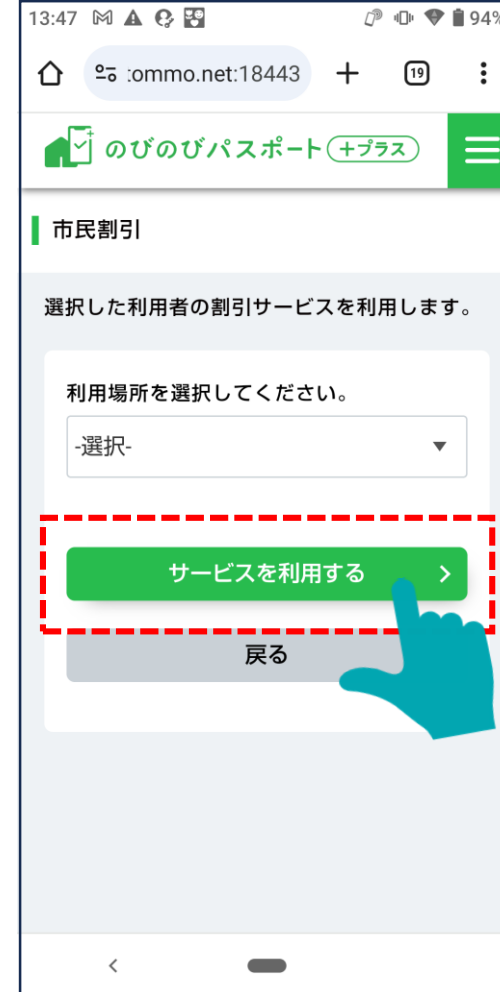 13:47 94%
:ommo.net:18443 19
のびのびパスポート +プラス
市民割引
選択した利用者の割引サービスを利用します。
利用場所を選択してください。
-選択-
サービスを利用する
戻る